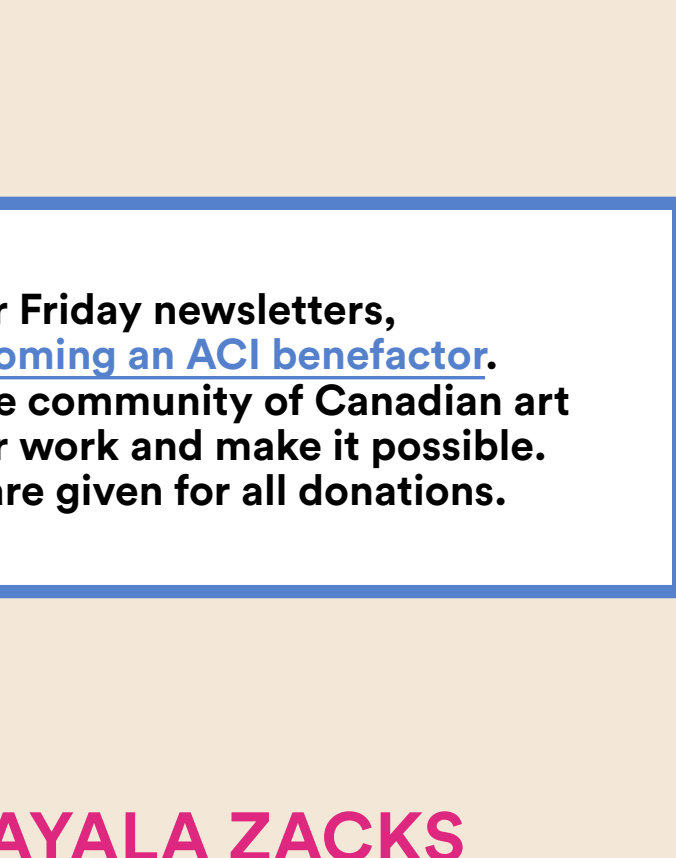 r Friday newsletters,
oming an ACI benefactor.
e community of Canadian art
r work and make it possible.
are given for all donations.
AYALA ZACKS